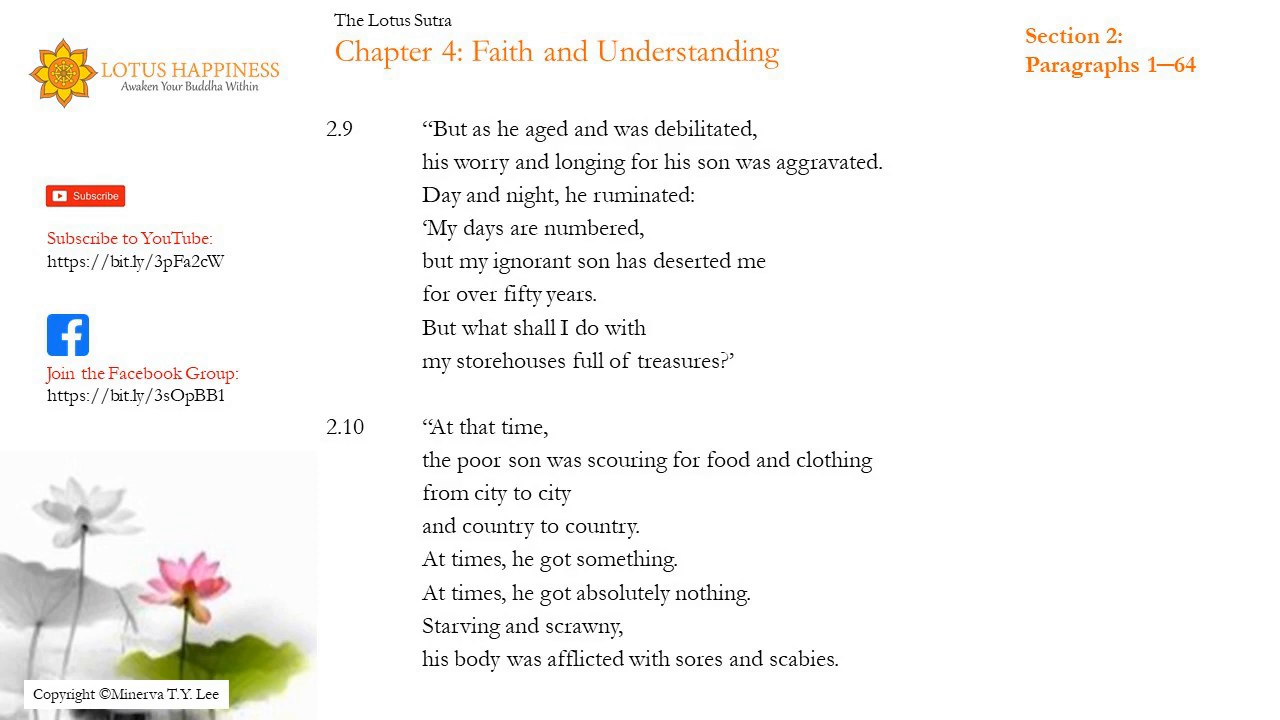 The Lotus Sutra
Chapter 4: Faith and Understanding
Section 2:
Paragraphs 1—64
LOTUS HAPPINESS
Awaken Your Buddha Within
Subscribe
Subscribe to YouTube:
https://bit.ly/3pFa2cW
Join the Facebook Group:
https://bit.ly/3sOpBB1
2.9 “But as he aged and was debilitated,
his worry and longing for his son was aggravated.
Day and night, he ruminated:
‘My days are numbered,
but my ignorant son has deserted me
for over fifty years.
But what shall I do with
my storehouses full of treasures?’
2.10 “At that time,
the poor son was scouring for food and clothing
from city to city
and country to country.
At times, he got something.
At times, he got absolutely nothing.
Starving and scrawny,
his body was afflicted with sores and scabies.
Copyright ©Minerva T.Y. Lee